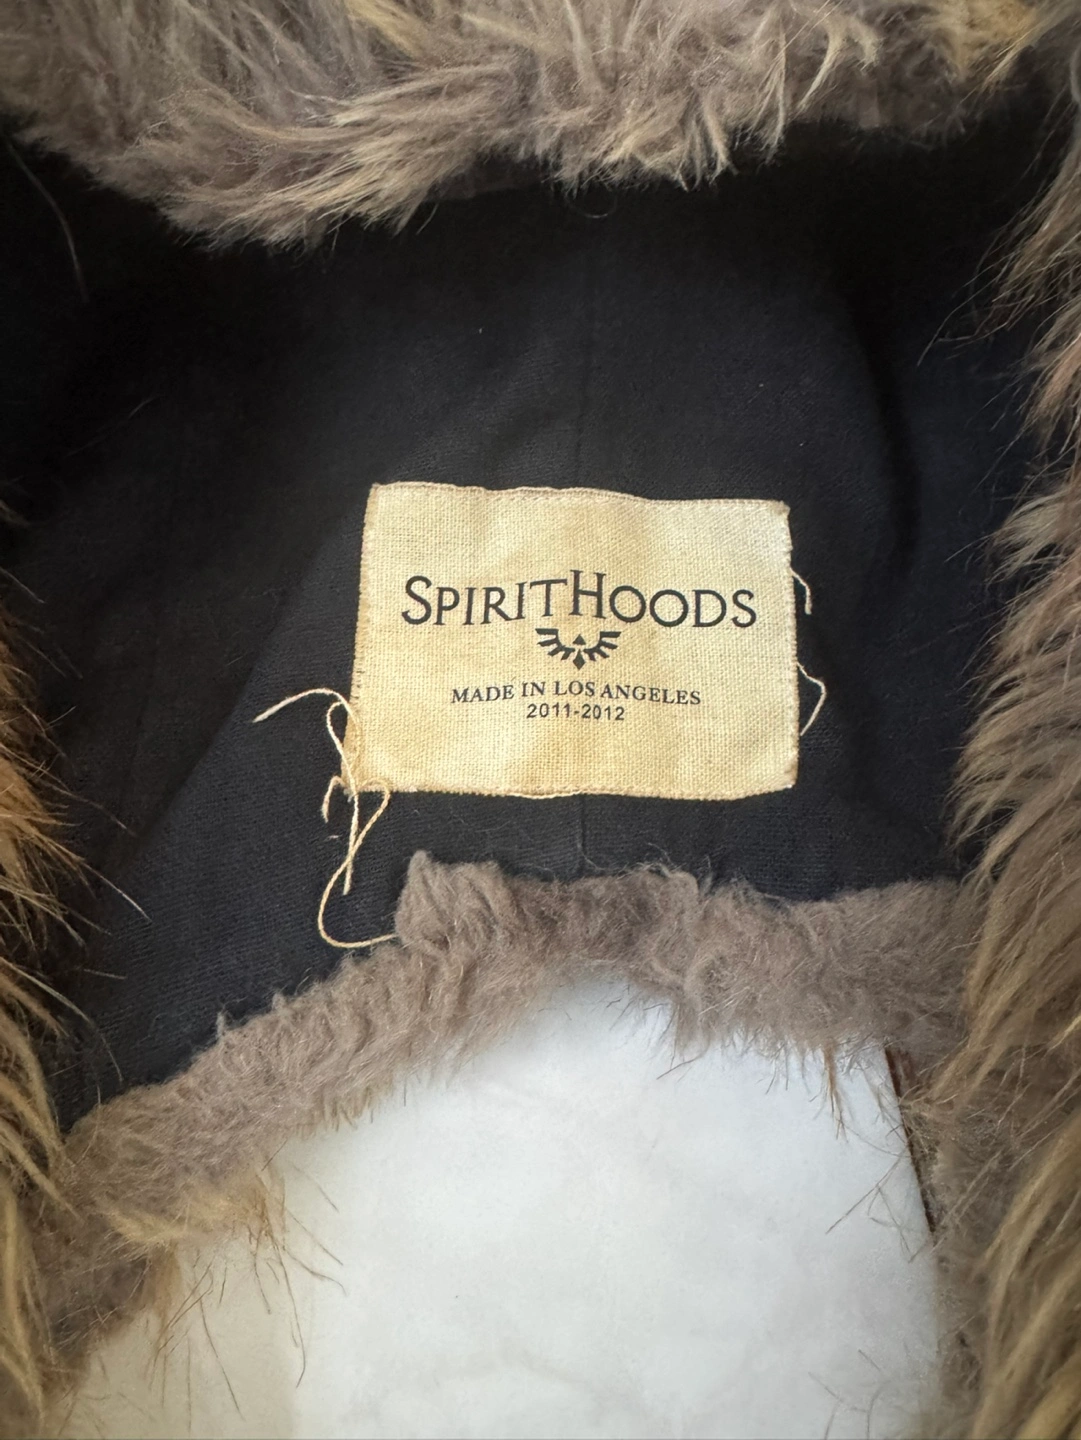 SPIRITHOODS
MADE IN LOS ANGELES
2011-2012